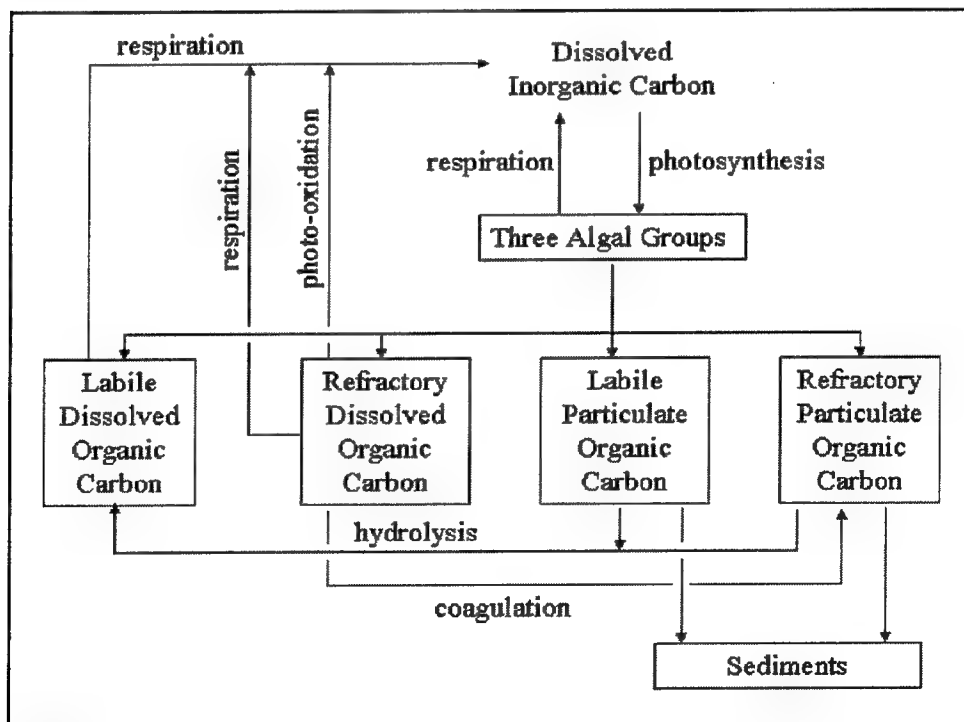 respiration
Dissolved
Inorganic Carbon
respiration
photo-oxidation
respiration
photosynthesis
Three Algal Groups
Labile
Dissolved
Organic
Carbon
Refractory
Dissolved
Organic
Carbon
Labile
Particulate
Organic
Carbon
Refractory
Particulate
Organic
Carbon
hydrolysis
coagulation
Sediments